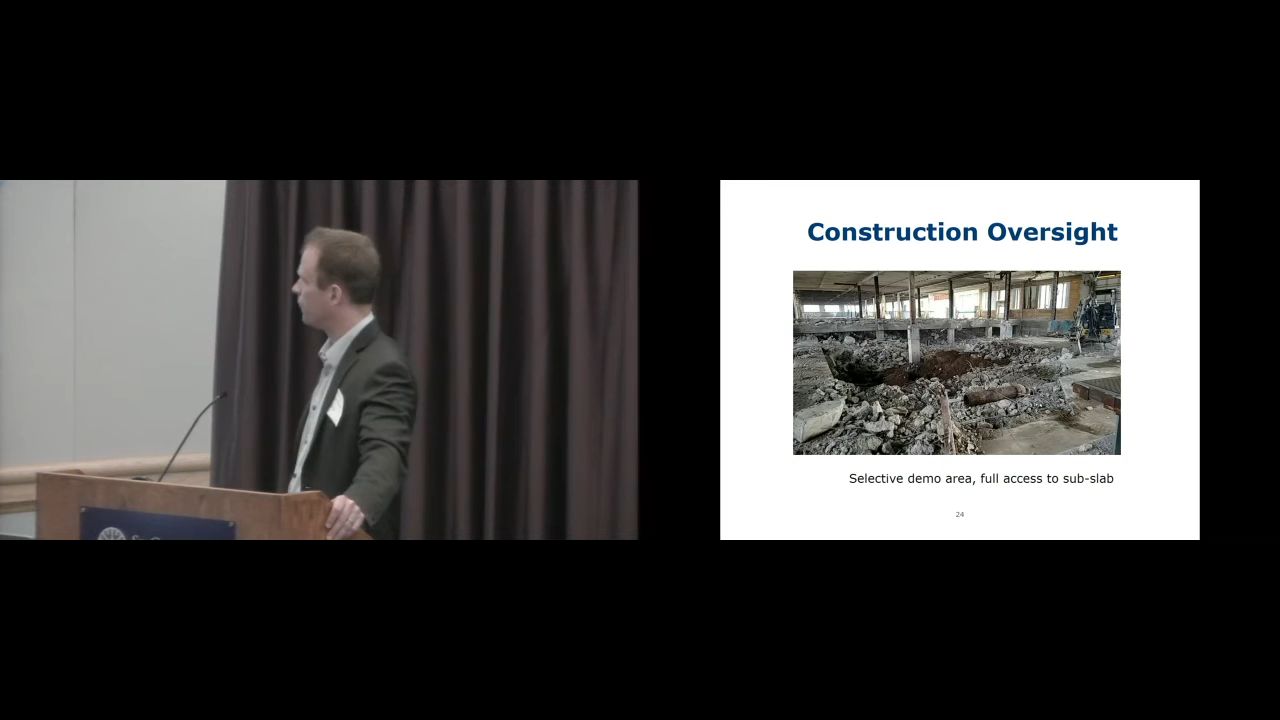 Construction Oversight
Selective demo area, full access to sub-slab
24